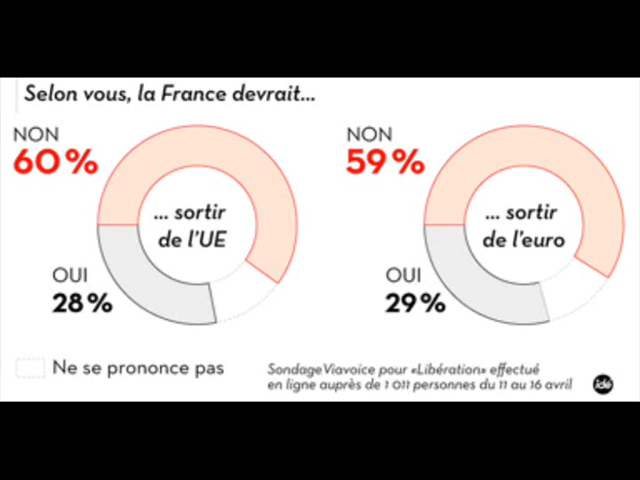 Selon vous, la France devrait...
NON
60 %
... sortir
de l'UE
OUI
28 %
NON
59 %
... sortir
de l'euro
OUI
29 %
Ne se prononce pas
Sondage Viavoice pour «Libération» effectué
en ligne auprès de 1 011 personnes du 11 au 16 avril
idé